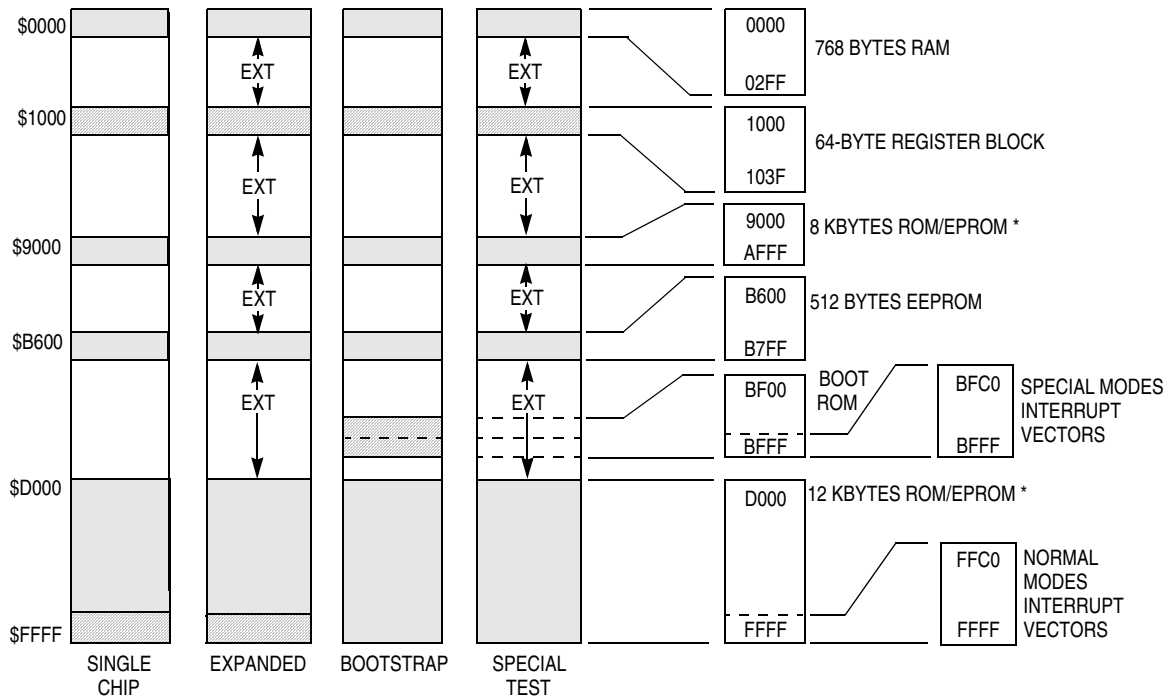 $0000
$1000
$9000
$B600
$D000
$FFFF
EXT
EXT
EXT
EXT
EXT
EXT
EXT
EXT
SINGLE
CHIP
EXPANDED
BOOTSTRAP
SPECIAL
TEST
0000
02FF
768 BYTES RAM
1000
103F
64-BYTE REGISTER BLOCK
9000
AFFF
8 KBYTES ROM/EPROM *
B600
B7FF
512 BYTES EEPROM
BF00
BFFF
BOOT
ROM
BFC0
BFFF
SPECIAL MODES
INTERRUPT
VECTORS
D000
FFFF
12 KBYTES ROM/EPROM *
FFC0
FFFF
NORMAL
MODES
INTERRUPT
VECTORS